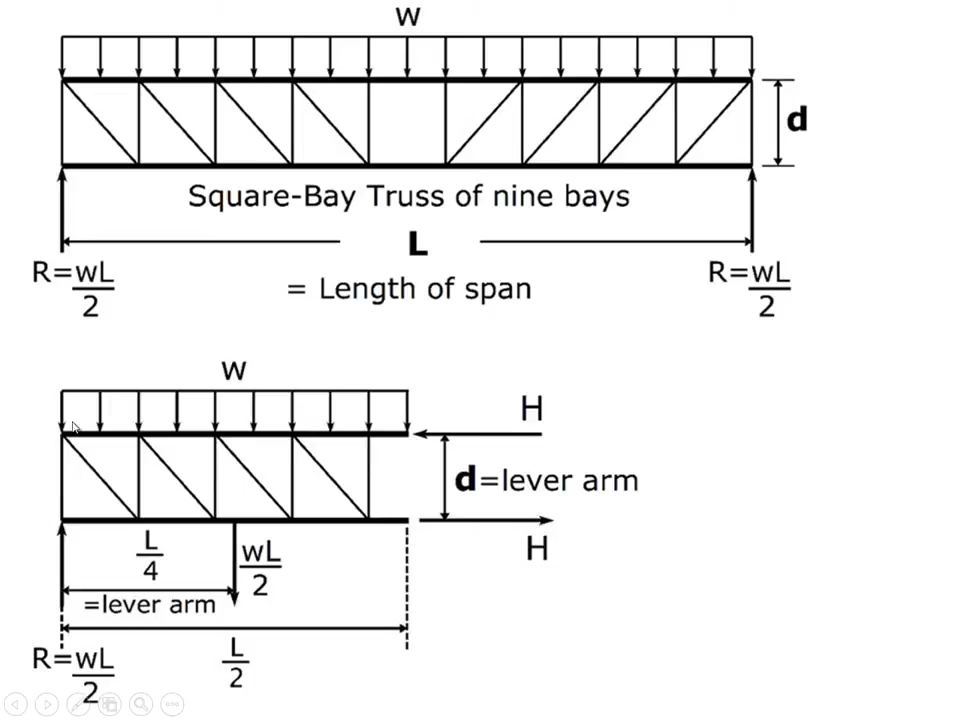 w
d
Square-Bay Truss of nine bays
L
R=wL
2
R=wL
2
= Length of span
w
H
d=lever arm
H
L
4
wL
2
=lever arm
R=wL
2
L
2